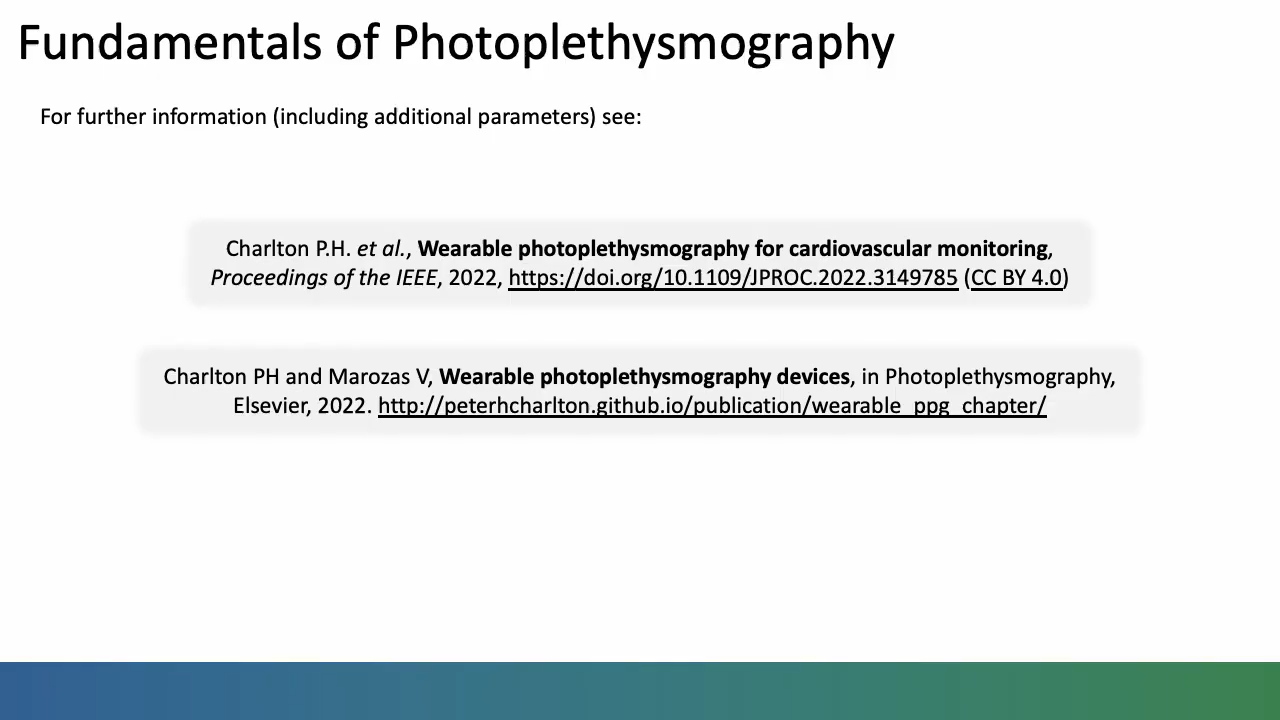 Fundamentals of Photoplethysmography
For further information (including additional parameters) see:
Charlton P.H. et al., Wearable photoplethysmography for cardiovascular monitoring,
Proceedings of the IEEE, 2022, https://doi.org/10.1109/JPROC.2022.3149785 (CC BY 4.0)
Charlton PH and Marozas V, Wearable photoplethysmography devices, in Photoplethysmography,
Elsevier, 2022. http://peterhcharlton.github.io/publication/wearable_ppg_chapter/